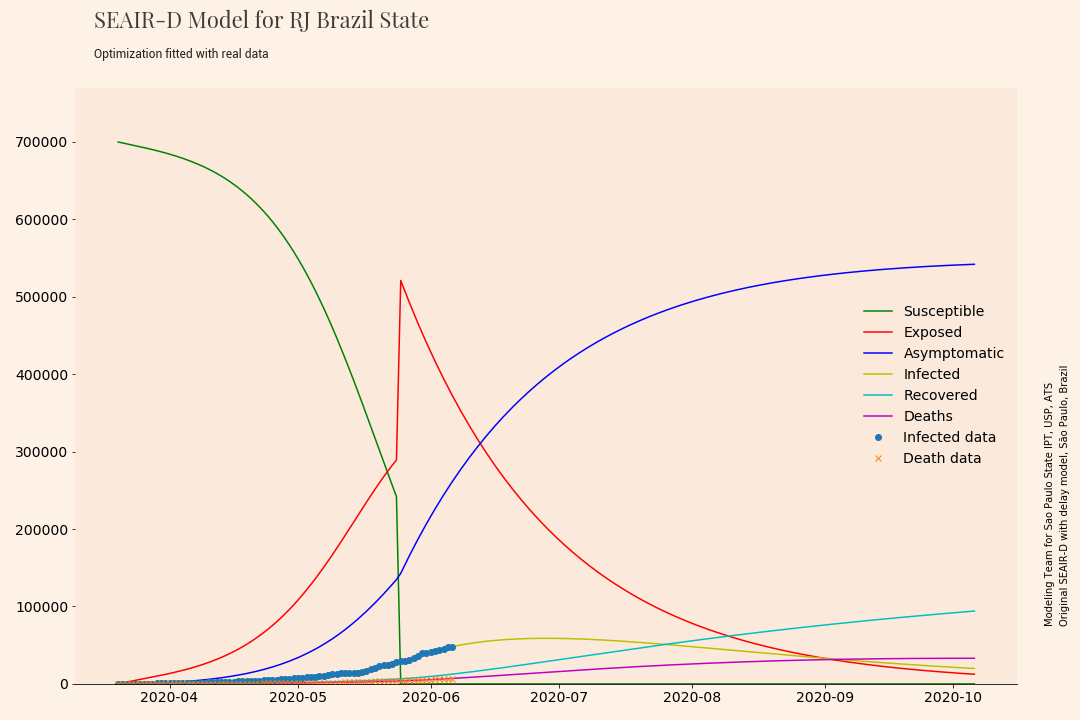 SEAIR-D Model for RJ Brazil State
Optimization fitted with real data
700000
600000
500000
400000
300000
200000
100000
0
2020-04
2020-05
2020-06
2020-07
2020-08
2020-09
2020-10
Susceptible
Exposed
Asymptomatic
Infected
Recovered
Deaths
Infected data
Death data
Modeling Team for Sao Paulo State IPT, USP, ATS
Original SEAIR-D with delay model, São Paulo, Brazil